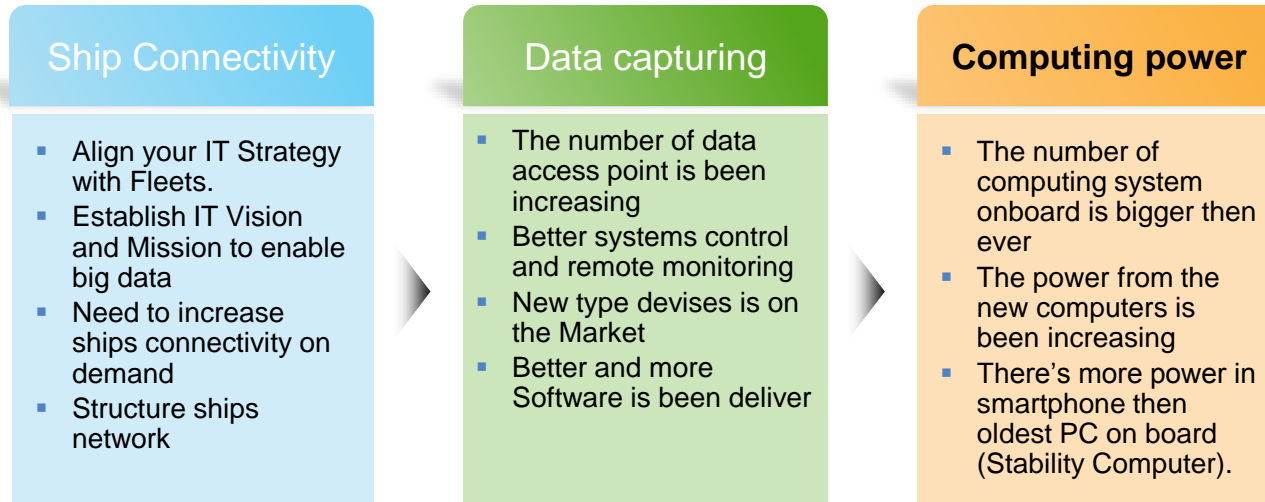 Ship Connectivity
▪ Align your IT Strategy
with Fleets.
▪ Establish IT Vision
and Mission to enable
big data
▪ Need to increase
ships connectivity on
demand
▪ Structure ships
network
Data capturing
▪ The number of data
access point is been
increasing
▪ Better systems control
and remote monitoring
▪ New type devises is on
the Market
▪ Better and more
Software is been deliver
Computing power
▪ The number of
computing system
onboard is bigger then
ever
▪ The power from the
new computers is
been increasing
▪ There’s more power in
smartphone then
oldest PC on board
(Stability Computer).